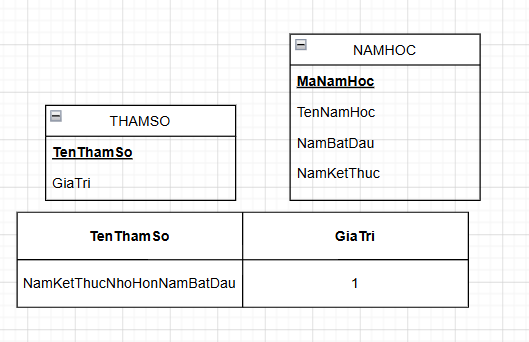 NAMHOC
MaNamHoc
TenNamHoc
NamBatDau
NamKetThuc
THAMSO
TenThamSo
GiaTri
TenThamSo GiaTri
NamKetThucNhoHonNamBatDau 1